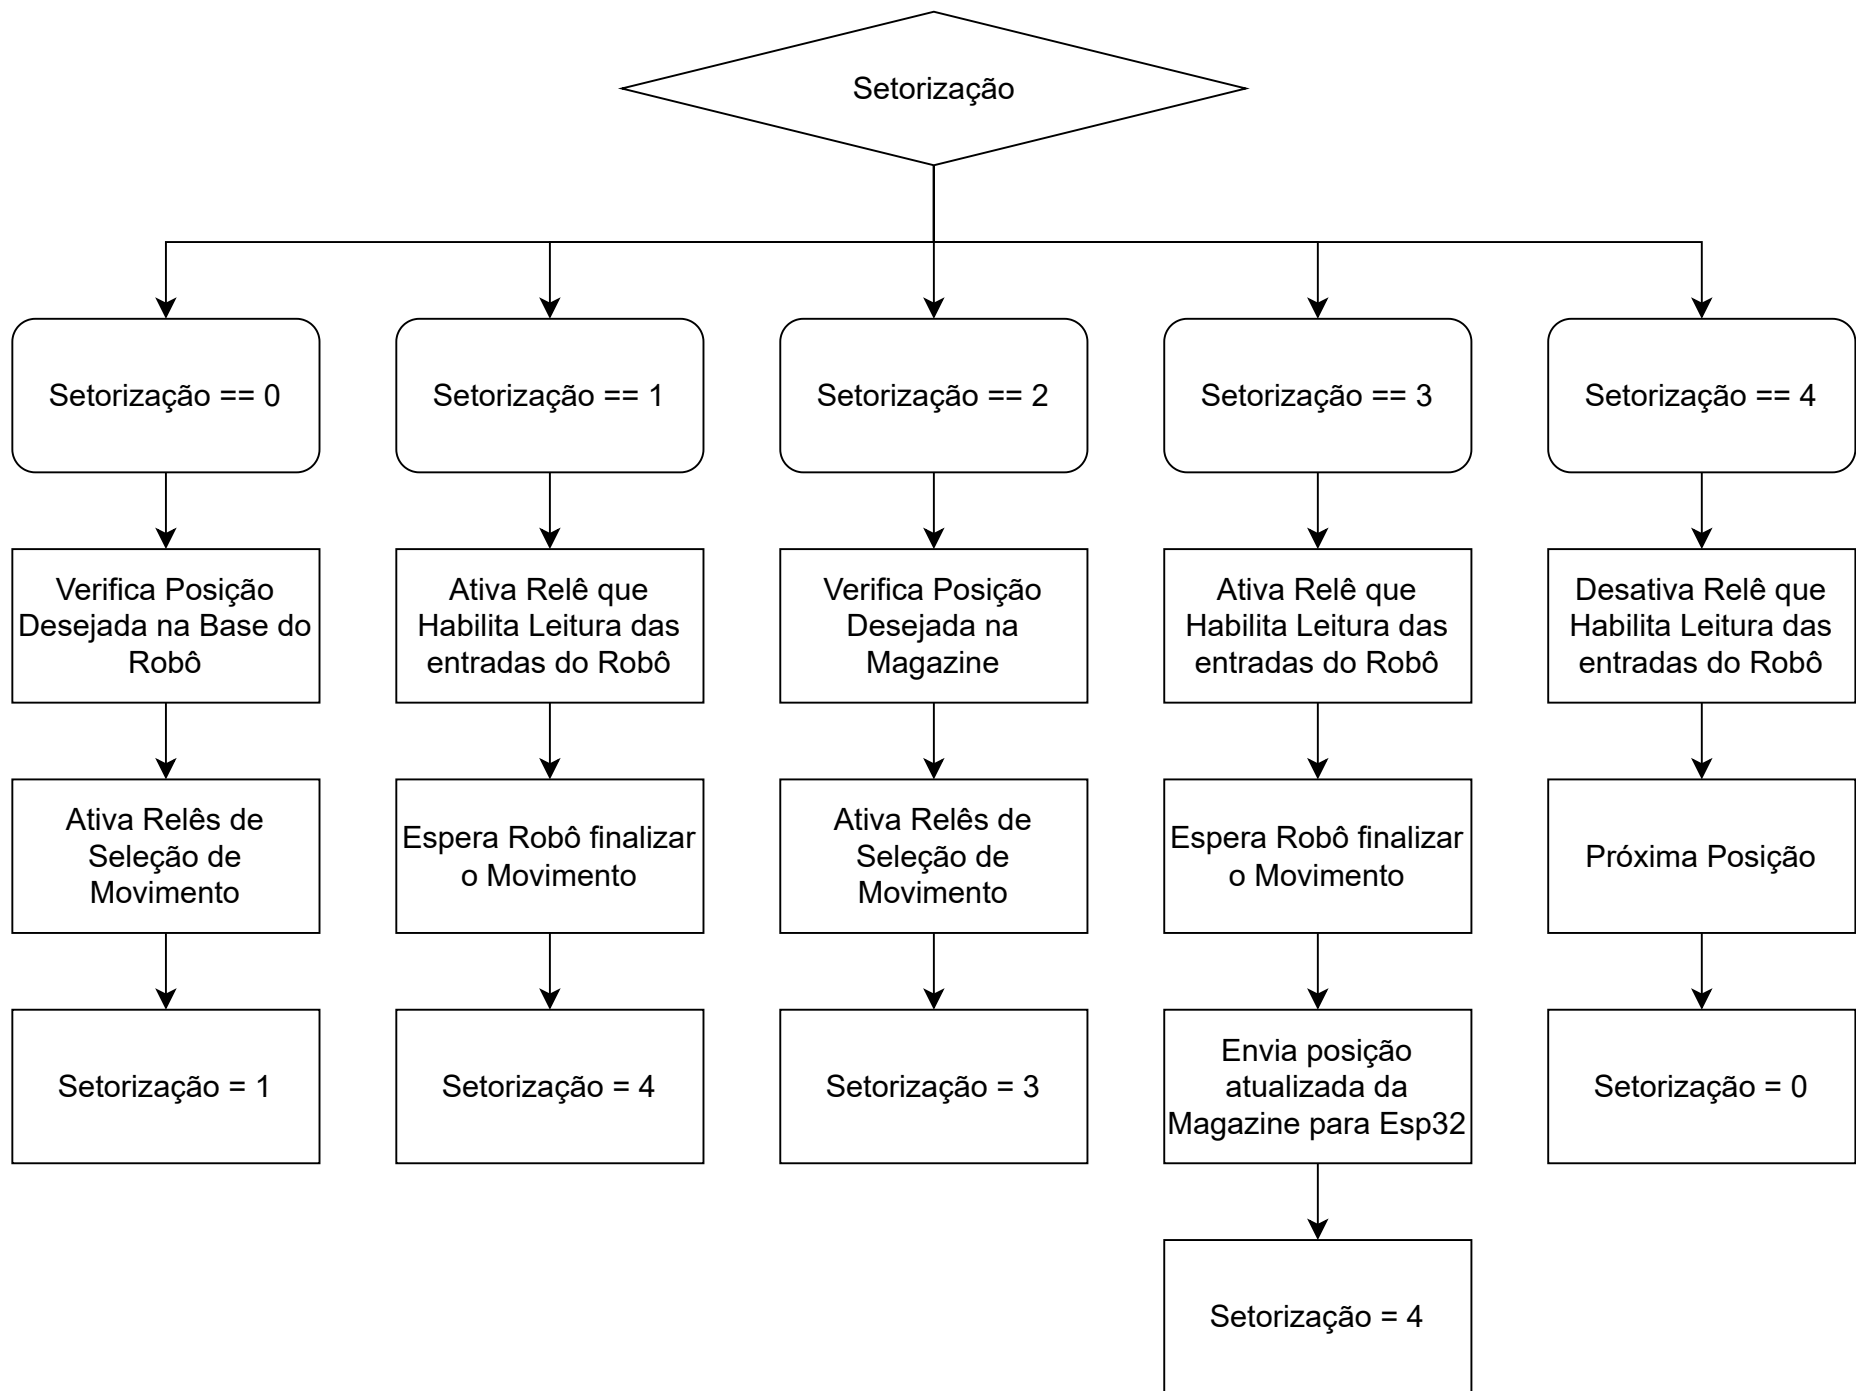 Setorização
Setorização == 0
Setorização == 1
Setorização == 2
Setorização == 3
Setorização == 4
Verifica Posição
Desejada na Base do
Robô
Ativa Relê que
Habilita Leitura das
entradas do Robô
Verifica Posição
Desejada na
Magazine
Ativa Relê que
Habilita Leitura das
entradas do Robô
Desativa Relê que
Habilita Leitura das
entradas do Robô
Ativa Relês de
Seleção de
Movimento
Espera Robô finalizar
o Movimento
Ativa Relês de
Seleção de
Movimento
Espera Robô finalizar
o Movimento
Próxima Posição
Setorização = 1
Setorização = 4
Setorização = 3
Envia posição
atualizada da
Magazine para Esp32
Setorização = 0
Setorização = 4